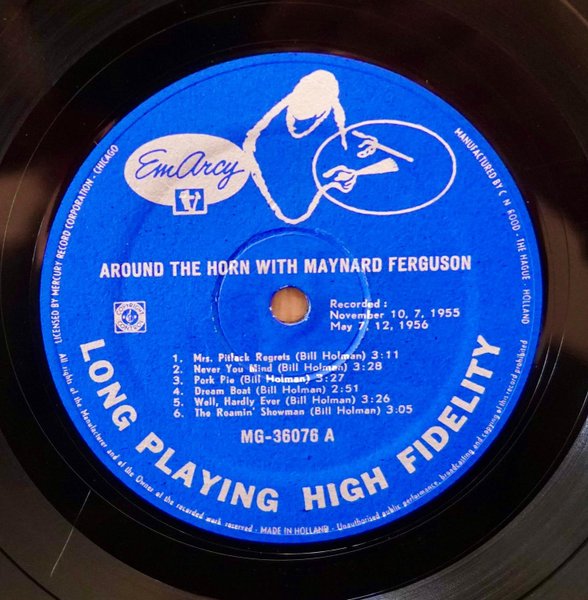 EmArcy
AROUND THE HORN WITH MAYNARD FERGUSON
Recorded :
November 10, 7, 1955
May 7, 12, 1956
1. Mrs. Pitlack Regrets (Bill Holman) 3:11
2. Never You Mind (Bill Holman) 3:28
3. Pork Pie (Bill Holman) 3:27
4. Dream Boat (Bill Holman) 2:51
5. Well, Hardly Ever (Bill Holman) 3:26
6. The Roamin' Showman (Bill Holman) 3:05
MG-36076 A
LONG PLAYING HIGH FIDELITY
LICENSED BY MERCURY RECORD CORPORATION - CHICAGO
MANUFACTURED BY C N ROOD - THE HAGUE - HOLLAND
All rights of the Manufacturer and of the Owner of the recorded work reserved - MADE IN HOLLAND - Unauthorised public performance, broadcasting and copying of this record prohibited